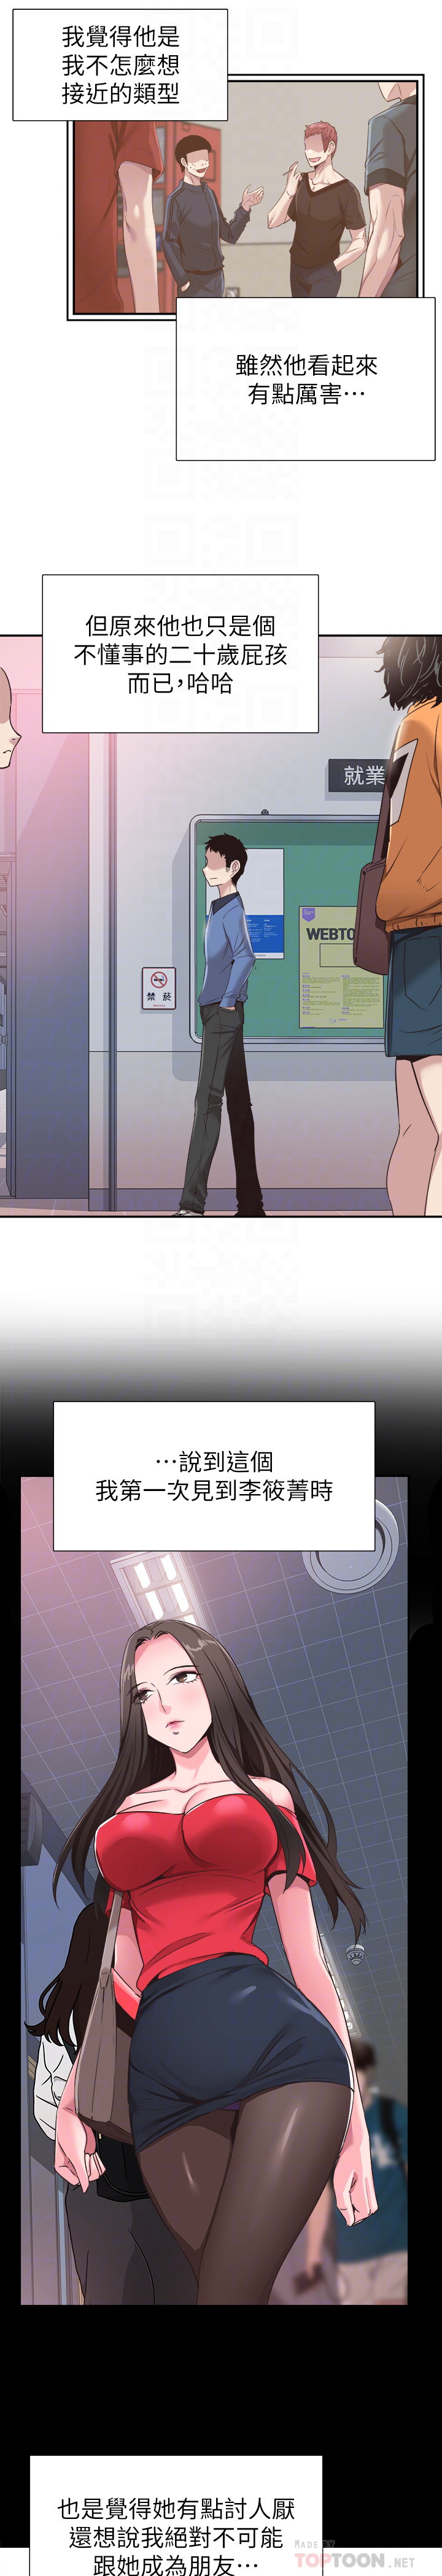 我覺得他是
我不怎麼想
接近的類型
雖然他看起來
有點厲害…
但原來他也只是個
不懂事的二十歲屁孩
而已,哈哈
就業
WEBTO
禁菸
…說到這個
我第一次見到李筱菁時
也是覺得她有點討人厭
還想說我絕對不可能
跟她成為朋友…
MADE BY
TOPTOON.NET